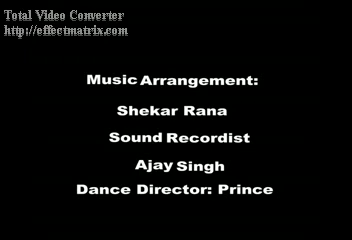 Total Video Converter
http://effectmatrix.com
Music Arrangement:
Shekar Rana
Sound Recordist
Ajay Singh
Dance Director: Prince